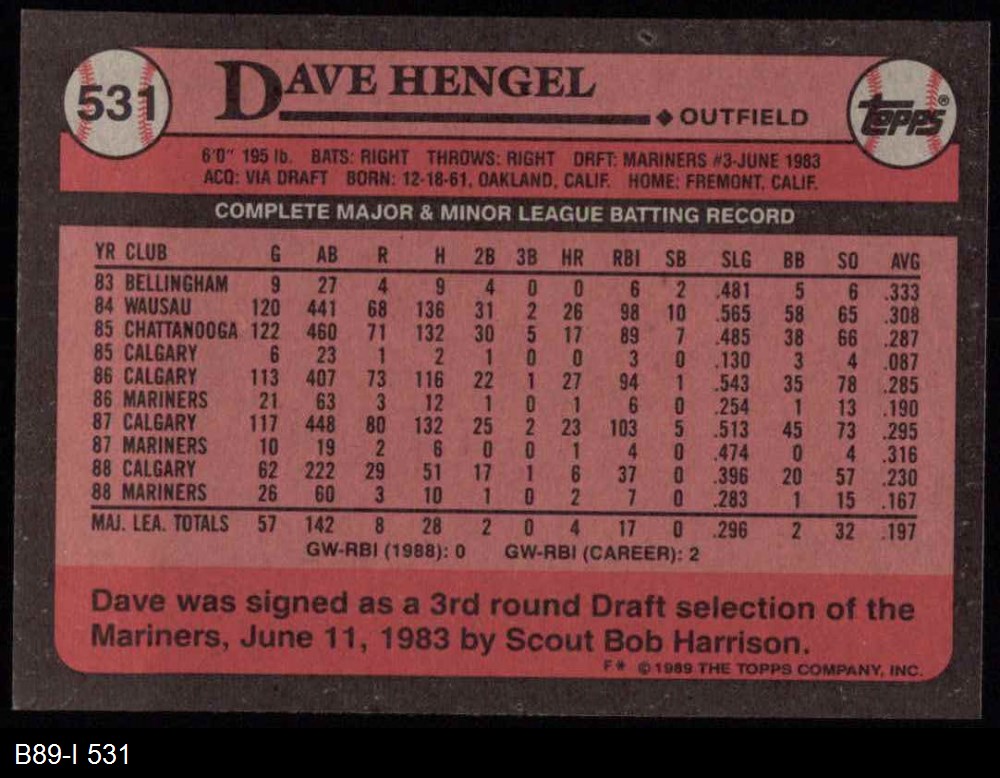 531
DAVE HENGEL
◆ OUTFIELD
TOPPS®
6'0" 195 lb. BATS: RIGHT THROWS: RIGHT DRFT: MARINERS #3-JUNE 1983
ACQ: VIA DRAFT BORN: 12-18-61, OAKLAND, CALIF. HOME: FREMONT, CALIF.
COMPLETE MAJOR & MINOR LEAGUE BATTING RECORD
YR CLUB G AB R H 2B 3B HR RBI SB SLG BB SO AVG
83 BELLINGHAM 9 27 4 9 4 0 0 6 2 .481 5 6 .333
84 WAUSAU 120 441 68 136 31 2 26 98 10 .565 58 65 .308
85 CHATTANOOGA 122 460 71 132 30 5 17 89 7 .485 38 66 .287
85 CALGARY 6 23 1 2 1 0 0 3 0 .130 3 4 .087
86 CALGARY 113 407 73 116 22 1 27 94 1 .543 35 78 .285
86 MARINERS 21 63 3 12 1 0 1 6 0 .254 1 13 .190
87 CALGARY 117 448 80 132 25 2 23 103 5 .513 45 73 .295
87 MARINERS 10 19 2 6 0 0 1 4 0 .474 0 4 .316
88 CALGARY 62 222 29 51 17 1 6 37 0 .396 20 57 .230
88 MARINERS 26 60 3 10 1 0 2 7 0 .283 1 15 .167
MAJ. LEA. TOTALS 57 142 8 28 2 0 4 17 0 .296 2 32 .197
GW-RBI (1988): 0 GW-RBI (CAREER): 2
Dave was signed as a 3rd round Draft selection of the
Mariners, June 11, 1983 by Scout Bob Harrison.
F* © 1989 THE TOPPS COMPANY, INC.
B89-I 531